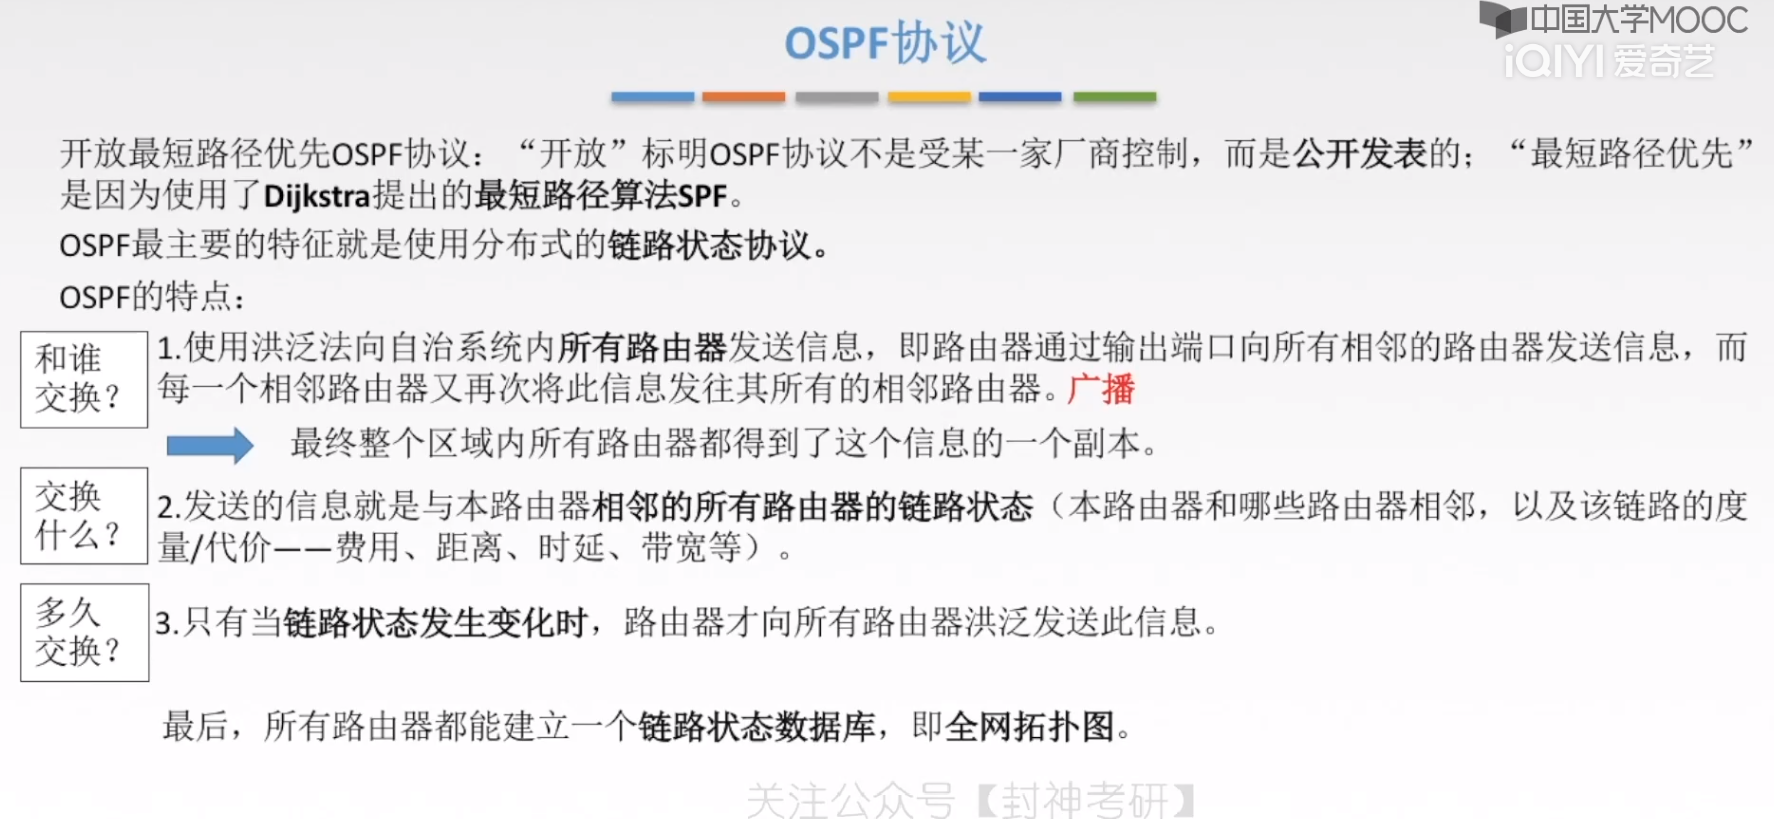 OSPF协议
中国大学MOOC
iQIYI 爱奇艺
开放最短路径优先OSPF协议：“开放”标明OSPF协议不是受某一家厂商控制，而是公开发表的；“最短路径优先”
是因为使用了Dijkstra提出的最短路径算法SPF。
OSPF最主要的特征就是使用分布式的链路状态协议。
OSPF的特点：
和谁
交换？
1.使用洪泛法向自治系统内所有路由器发送信息，即路由器通过输出端口向所有相邻的路由器发送信息，而
每一个相邻路由器又再次将此信息发往其所有的相邻路由器。广播
最终整个区域内所有路由器都得到了这个信息的一个副本。
交换
什么？
2.发送的信息就是与本路由器相邻的所有路由器的链路状态（本路由器和哪些路由器相邻，以及该链路的度
量/代价——费用、距离、时延、带宽等）。
多久
交换？
3.只有当链路状态发生变化时，路由器才向所有路由器洪泛发送此信息。
最后，所有路由器都能建立一个链路状态数据库，即全网拓扑图。
关注公众号【封神考研】